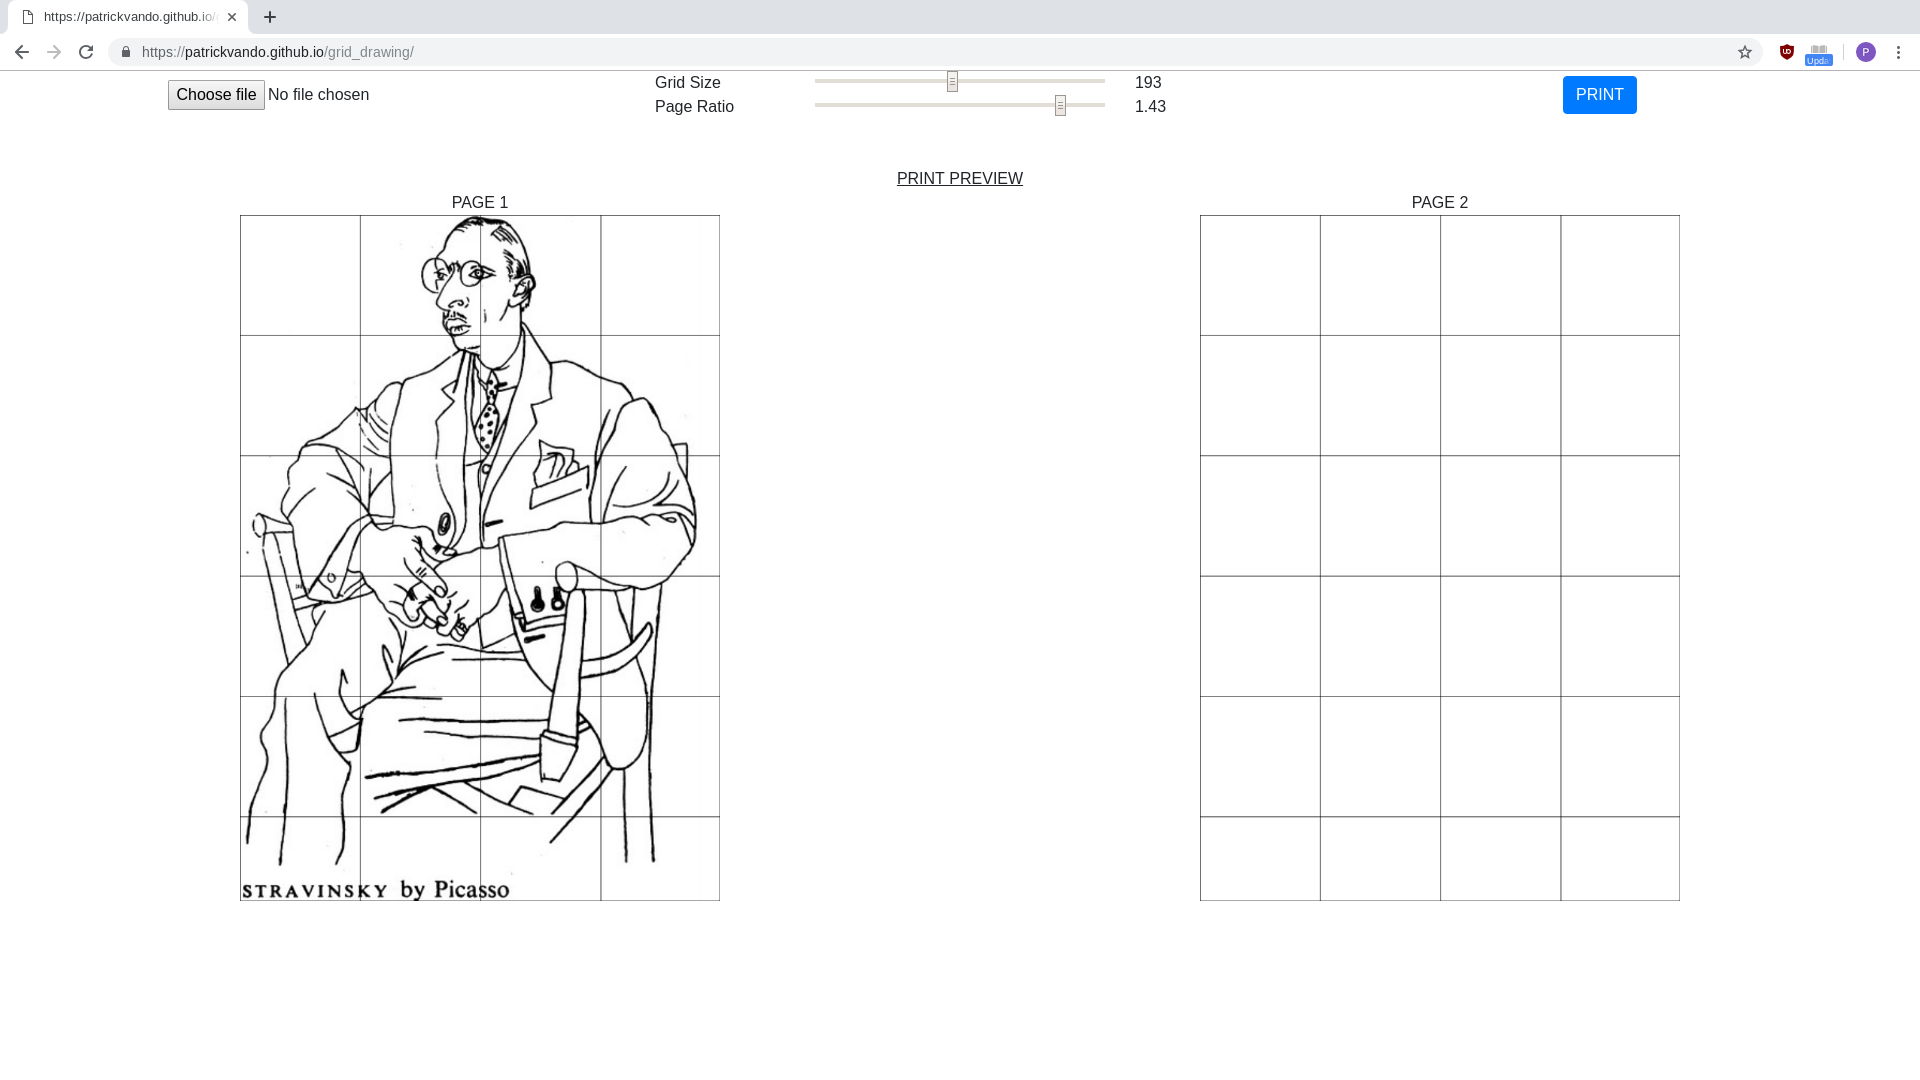 https://patrickvando.github.io/
https://patrickvando.github.io/grid_drawing/
Upda
P
Choose file No file chosen
Grid Size 193
Page Ratio 1.43
PRINT
PRINT PREVIEW
PAGE 1
PAGE 2
STRAVINSKY by Picasso